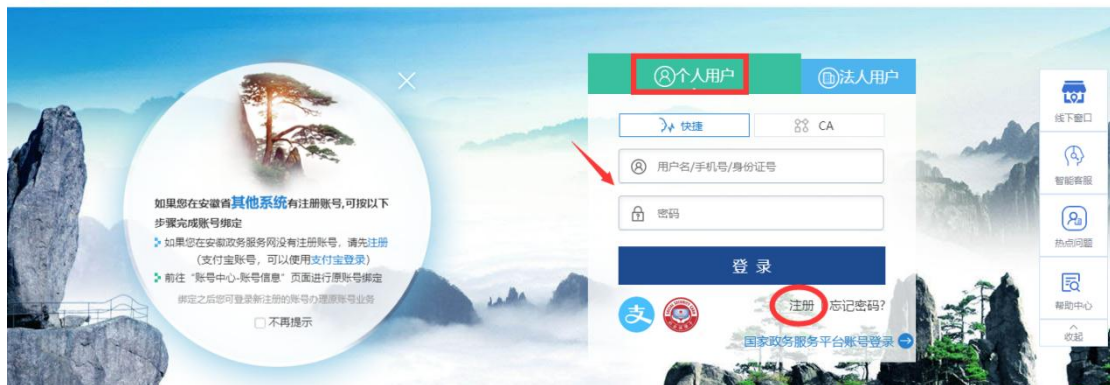 如果您在安徽省其他系统有注册账号,可按以下
步骤完成账号绑定
如果您在安徽政务服务网没有注册账号，请先注册
(支付宝账号，可以使用支付宝登录)
前往“账号中心-账号信息”页面进行原账号绑定
绑定之后您可登录新注册的账号办理原账号业务
不再提示
个人用户
法人用户
快捷
CA
用户名/手机号/身份证号
密码
登 录
支
注册
忘记密码?
国家政务服务平台账号登录
线下窗口
智能客服
热点问题
帮助中心
收起